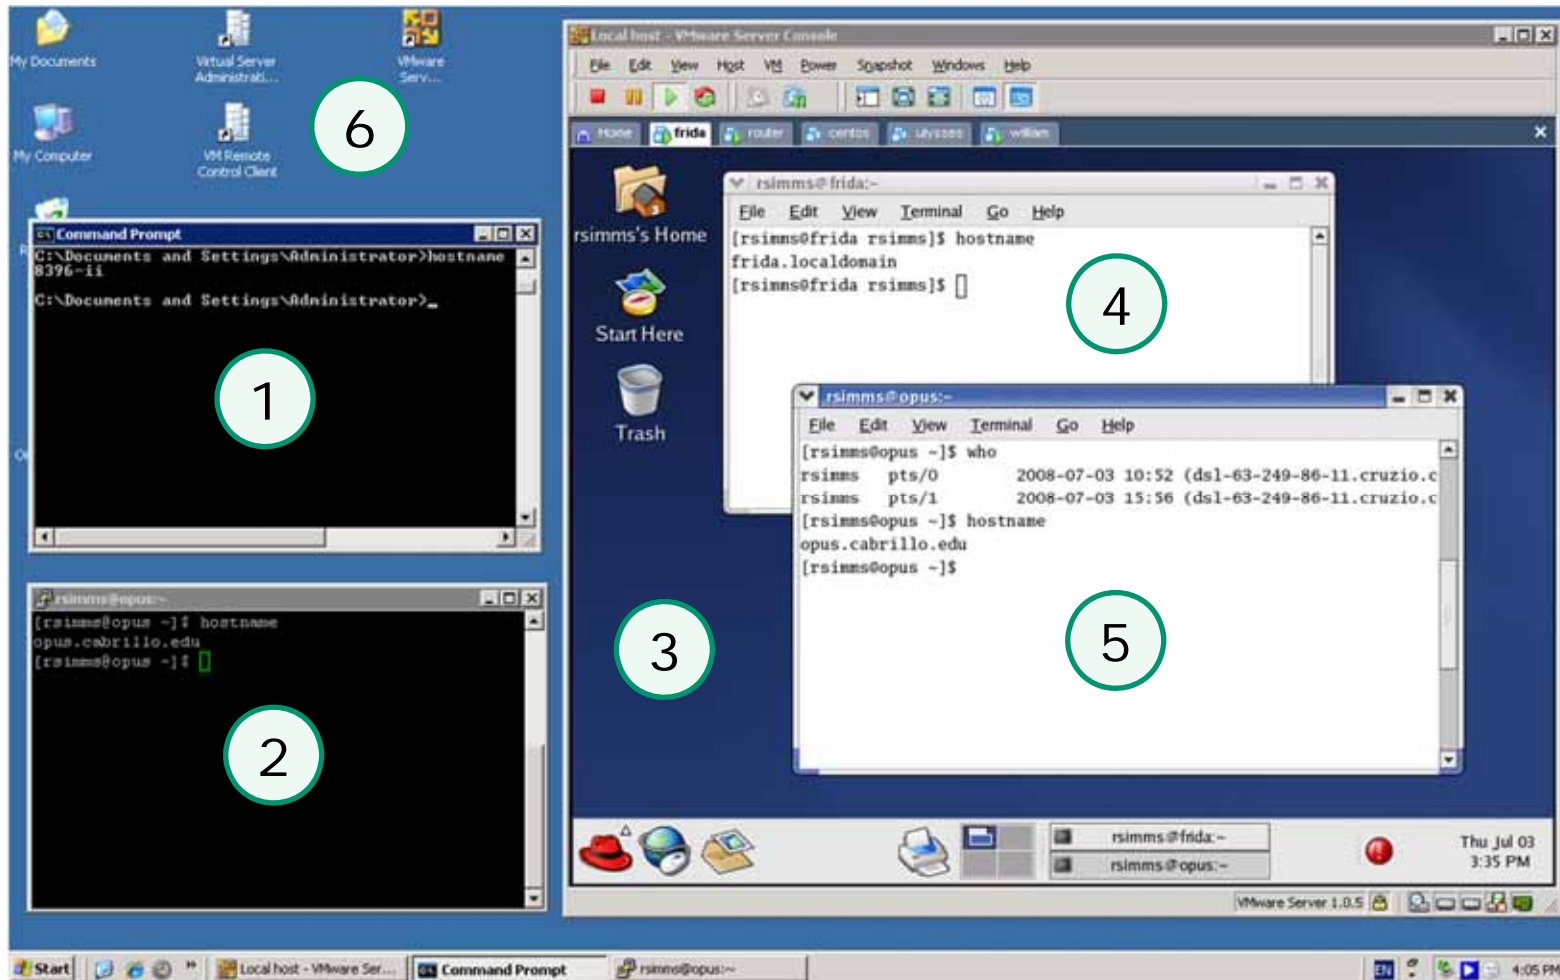 My Documents
Virtual Server
Administrati...
VMware
Serv...
My Computer
VM Remote
Control Client
6
Command Prompt
C:\Documents and Settings\Administrator>hostname
8396-ii
C:\Documents and Settings\Administrator>_
1
rsimms@opus:~
[rsimms@opus ~]$ hostname
opus.cabrillo.edu
[rsimms@opus ~]$
2
Local host - VMware Server Console
File Edit View Host VM Power Snapshot Windows Help
Home frida router centos ulysses william
rsimms's Home
Start Here
Trash
3
rsimms@frida:~
File Edit View Terminal Go Help
[rsimms@frida rsimms]$ hostname
frida.localdomain
[rsimms@frida rsimms]$
4
rsimms@opus:~
File Edit View Terminal Go Help
[rsimms@opus ~]$ who
rsimms pts/0 2008-07-03 10:52 (dsl-63-249-86-11.cruzio.c
rsimms pts/1 2008-07-03 15:56 (dsl-63-249-86-11.cruzio.c
[rsimms@opus ~]$ hostname
opus.cabrillo.edu
[rsimms@opus ~]$
5
rsimms@frida:~
rsimms@opus:~
Thu Jul 03
3:35 PM
VMware Server 1.0.5
Start
Local host - VMware Ser...
Command Prompt
rsimms@opus:~
EN
4:05 PM